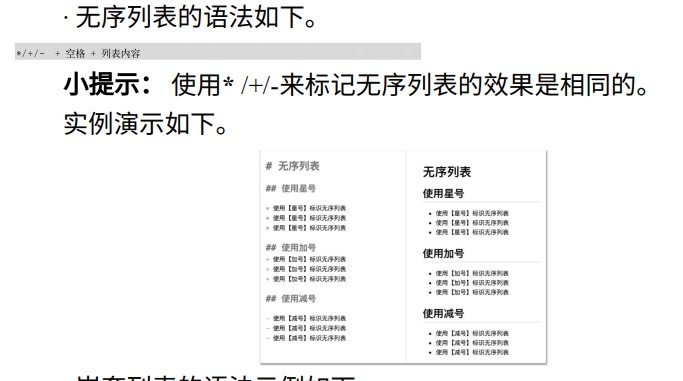 · 无序列表的语法如下。
*/+/- + 空格 + 列表内容
小提示： 使用* /+/-来标记无序列表的效果是相同的。
实例演示如下。
# 无序列表
## 使用星号
* 使用【星号】标识无序列表
* 使用【星号】标识无序列表
* 使用【星号】标识无序列表
## 使用加号
+ 使用【加号】标识无序列表
+ 使用【加号】标识无序列表
+ 使用【加号】标识无序列表
## 使用减号
- 使用【减号】标识无序列表
- 使用【减号】标识无序列表
- 使用【减号】标识无序列表
无序列表
使用星号
• 使用【星号】标识无序列表
• 使用【星号】标识无序列表
• 使用【星号】标识无序列表
使用加号
• 使用【加号】标识无序列表
• 使用【加号】标识无序列表
• 使用【加号】标识无序列表
使用减号
• 使用【减号】标识无序列表
• 使用【减号】标识无序列表
• 使用【减号】标识无序列表